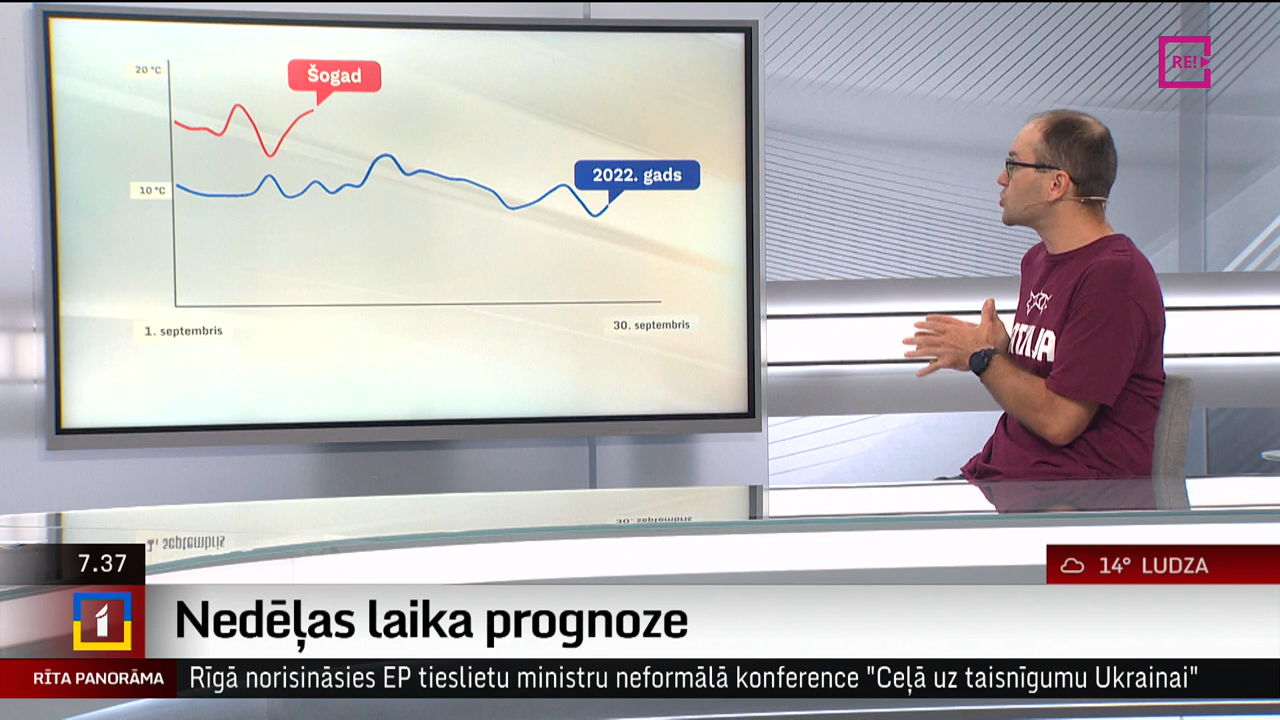 20 °C
Šogad
RE!
2022. gads
10 °C
1. septembris
30. septembris
7.37
14° LUDZA
1
Nedēļas laika prognoze
RĪTA PANORĀMA
Rīgā norisināsies EP tieslietu ministru neformālā konference "Ceļā uz taisnīgumu Ukrainai"